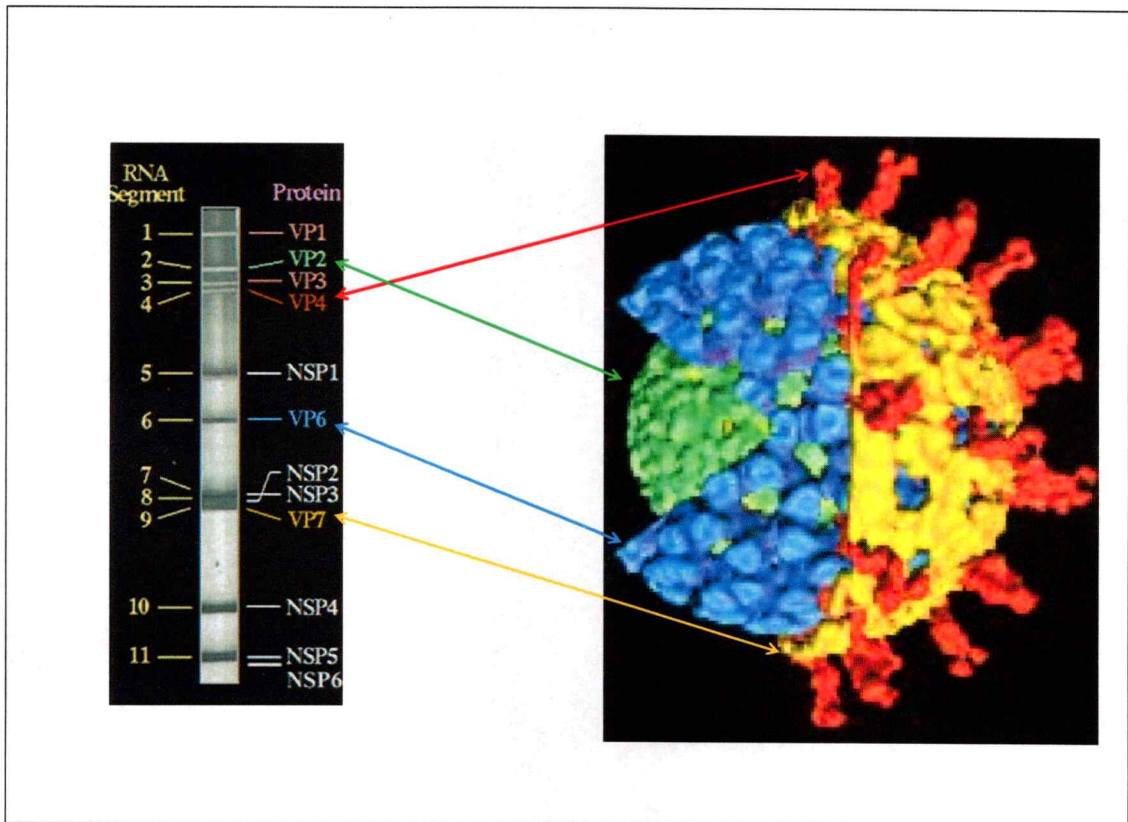 RNA
Segment Protein
1 VP1
2 VP2
3 VP3
4 VP4
5 NSP1
6 VP6
7 NSP2
8 NSP3
9 VP7
10 NSP4
11 NSP5
NSP6